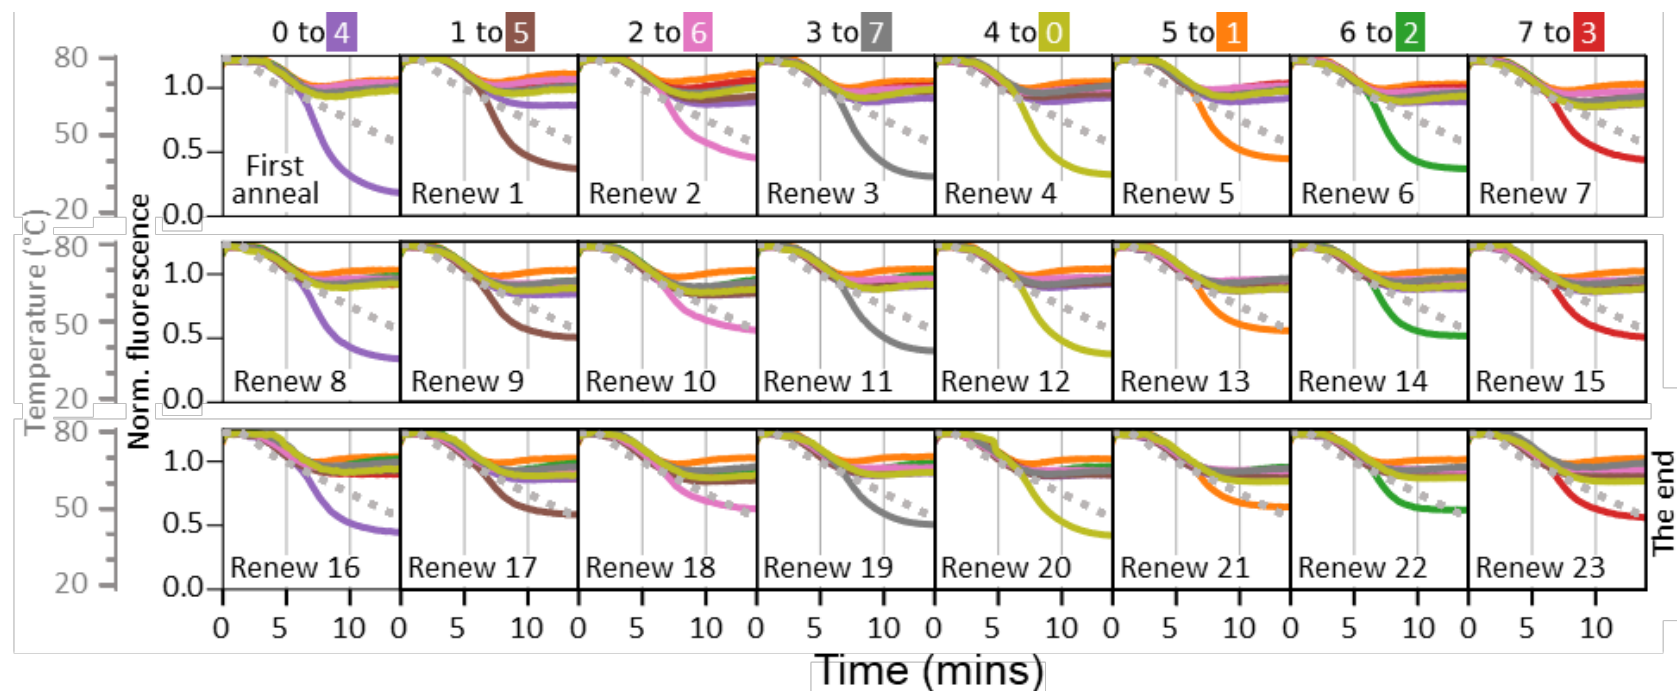 0 to 4 1 to 5 2 to 6 3 to 7 4 to 0 5 to 1 6 to 2 7 to 3
80
50
20
1.0
0.5
0.0
First
anneal
Renew 1 Renew 2 Renew 3 Renew 4 Renew 5 Renew 6 Renew 7
Temperature (°C)
Norm. fluorescence
80
50
20
1.0
0.5
0.0
Renew 8 Renew 9 Renew 10 Renew 11 Renew 12 Renew 13 Renew 14 Renew 15
80
50
20
1.0
0.5
0.0
Renew 16 Renew 17 Renew 18 Renew 19 Renew 20 Renew 21 Renew 22 Renew 23
The end
0 5 10 0 5 10 0 5 10 0 5 10 0 5 10 0 5 10 0 5 10 0 5 10
Time (mins)